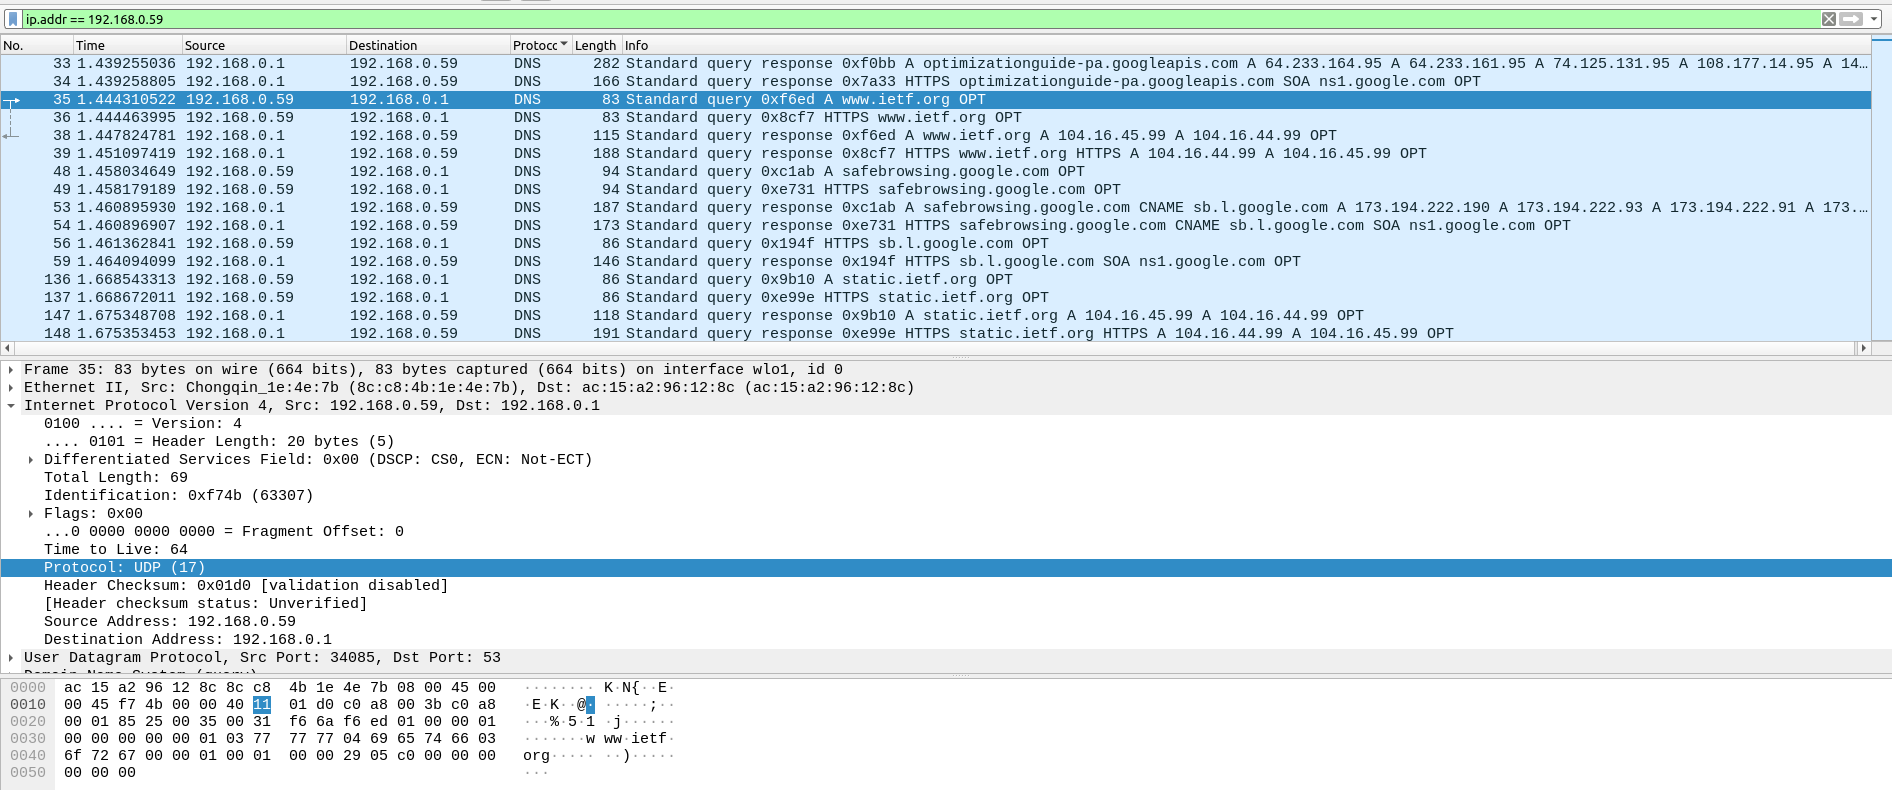 ip.addr == 192.168.0.59
No. Time Source Destination Protocc Length Info
33 1.439255036 192.168.0.1 192.168.0.59 DNS 282 Standard query response 0xf0bb A optimizationguide-pa.googleapis.com A 64.233.164.95 A 64.233.161.95 A 74.125.131.95 A 108.177.14.95 A 14…
34 1.439258805 192.168.0.1 192.168.0.59 DNS 166 Standard query response 0x7a33 HTTPS optimizationguide-pa.googleapis.com SOA ns1.google.com OPT
35 1.444310522 192.168.0.59 192.168.0.1 DNS 83 Standard query 0xf6ed A www.ietf.org OPT
36 1.444463995 192.168.0.59 192.168.0.1 DNS 83 Standard query 0x8cf7 HTTPS www.ietf.org OPT
38 1.447824781 192.168.0.1 192.168.0.59 DNS 115 Standard query response 0xf6ed A www.ietf.org A 104.16.45.99 A 104.16.44.99 OPT
39 1.451097419 192.168.0.1 192.168.0.59 DNS 188 Standard query response 0x8cf7 HTTPS www.ietf.org HTTPS A 104.16.44.99 A 104.16.45.99 OPT
48 1.458034649 192.168.0.59 192.168.0.1 DNS 94 Standard query 0xc1ab A safebrowsing.google.com OPT
49 1.458179189 192.168.0.59 192.168.0.1 DNS 94 Standard query 0xe731 HTTPS safebrowsing.google.com OPT
53 1.460895930 192.168.0.1 192.168.0.59 DNS 187 Standard query response 0xc1ab A safebrowsing.google.com CNAME sb.l.google.com A 173.194.222.190 A 173.194.222.93 A 173.194.222.91 A 173.…
54 1.460896907 192.168.0.1 192.168.0.59 DNS 173 Standard query response 0xe731 HTTPS safebrowsing.google.com CNAME sb.l.google.com SOA ns1.google.com OPT
56 1.461362841 192.168.0.59 192.168.0.1 DNS 86 Standard query 0x194f HTTPS sb.l.google.com OPT
59 1.464094099 192.168.0.1 192.168.0.59 DNS 146 Standard query response 0x194f HTTPS sb.l.google.com SOA ns1.google.com OPT
136 1.668543313 192.168.0.59 192.168.0.1 DNS 86 Standard query 0x9b10 A static.ietf.org OPT
137 1.668672011 192.168.0.59 192.168.0.1 DNS 86 Standard query 0xe99e HTTPS static.ietf.org OPT
147 1.675348708 192.168.0.1 192.168.0.59 DNS 118 Standard query response 0x9b10 A static.ietf.org A 104.16.45.99 A 104.16.44.99 OPT
148 1.675353453 192.168.0.1 192.168.0.59 DNS 191 Standard query response 0xe99e HTTPS static.ietf.org HTTPS A 104.16.44.99 A 104.16.45.99 OPT
Frame 35: 83 bytes on wire (664 bits), 83 bytes captured (664 bits) on interface wlo1, id 0
Ethernet II, Src: Chongqin_1e:4e:7b (8c:c8:4b:1e:4e:7b), Dst: ac:15:a2:96:12:8c (ac:15:a2:96:12:8c)
Internet Protocol Version 4, Src: 192.168.0.59, Dst: 192.168.0.1
0100 .... = Version: 4
.... 0101 = Header Length: 20 bytes (5)
Differentiated Services Field: 0x00 (DSCP: CS0, ECN: Not-ECT)
Total Length: 69
Identification: 0xf74b (63307)
Flags: 0x00
...0 0000 0000 0000 = Fragment Offset: 0
Time to Live: 64
Protocol: UDP (17)
Header Checksum: 0x01d0 [validation disabled]
[Header checksum status: Unverified]
Source Address: 192.168.0.59
Destination Address: 192.168.0.1
User Datagram Protocol, Src Port: 34085, Dst Port: 53
Domain Name System (query)
0000 ac 15 a2 96 12 8c 8c c8 4b 1e 4e 7b 08 00 45 00 ········ K·N{··E·
0010 00 45 f7 4b 00 00 40 11 01 d0 c0 a8 00 3b c0 a8 ·E·K··@· ·····;··
0020 00 01 85 25 00 35 00 31 f6 6a f6 ed 01 00 00 01 ···%·5·1 ·j······
0030 00 00 00 00 00 01 03 77 77 77 04 69 65 74 66 03 ·······w ww·ietf·
0040 6f 72 67 00 00 01 00 01 00 00 29 05 c0 00 00 00 org····· ··)·····
0050 00 00 00 ···